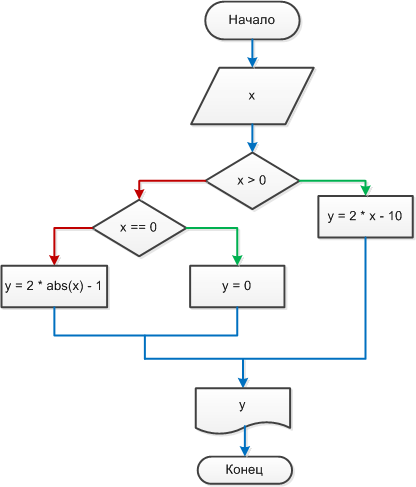 Начало
x
x > 0
x == 0
y = 2 * x - 10
y = 2 * abs(x) - 1
y = 0
y
Конец